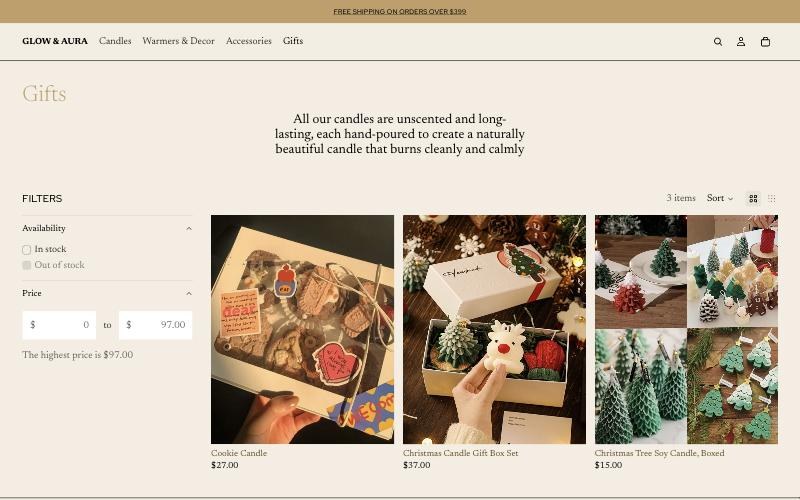 FREE SHIPPING ON ORDERS OVER $399
GLOW & AURA Candles Warmers & Decor Accessories Gifts
Gifts
All our candles are unscented and long-
lasting, each hand-poured to create a naturally
beautiful candle that burns cleanly and calmly
FILTERS
3 items Sort
Availability
In stock
Out of stock
Price
$ 0 to $ 97.00
The highest price is $97.00
dear
Cookie Candle
$27.00
Christmas Candle Gift Box Set
$37.00
Christmas Tree Soy Candle, Boxed
$15.00